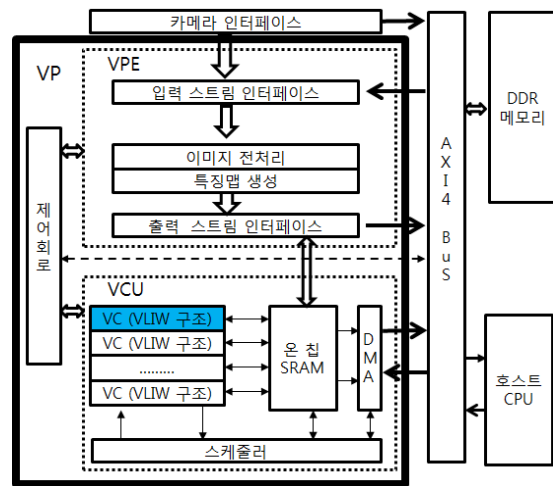 카메라 인터페이스
VP
VPE
입력 스트림 인터페이스
이미지 전처리
특징맵 생성
출력 스트림 인터페이스
제어회로
VCU
VC (VLIW 구조)
VC (VLIW 구조)
.........
VC (VLIW 구조)
온 칩
SRAM
DMA
스케줄러
AXI4 Bus
DDR
메모리
호스트
CPU